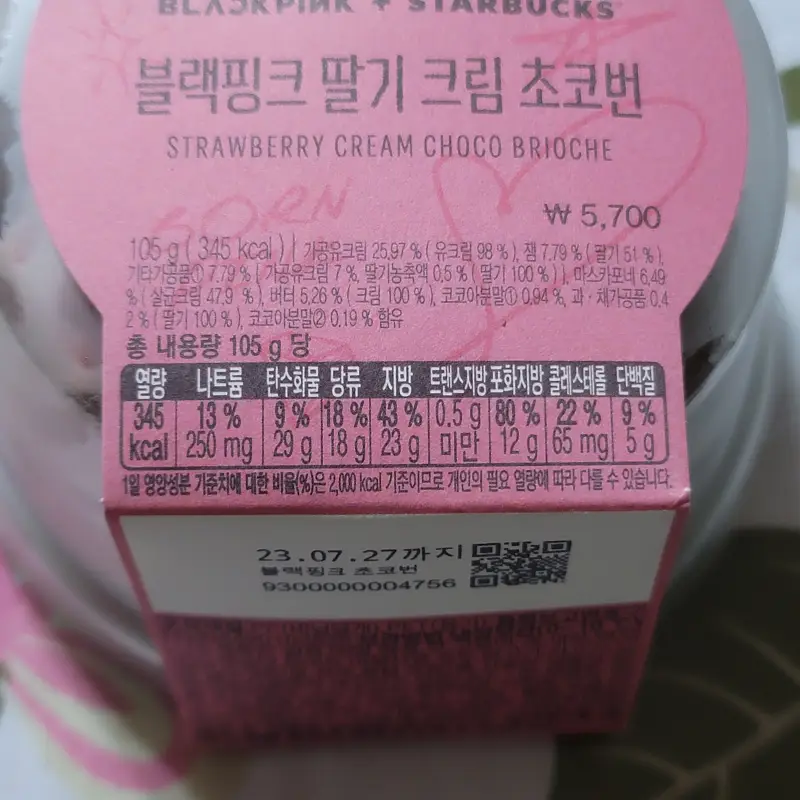 BLACKPINK + STARBUCKS
블랙핑크 딸기 크림 초코번
STRAWBERRY CREAM CHOCO BRIOCHE
BORN
₩ 5,700
105 g ( 345 kcal ) | 가공유크림 25.97 % ( 유크림 98 % ), 잼 7.79 % ( 딸기 51 % ),
기타가공품① 7.79 % ( 가공유크림 7 %, 딸기농축액 0.5 % ( 딸기 100 % ) ), 마스카포네 6.49
% ( 살균크림 47.9 % ), 버터 5.26 % ( 크림 100 % ), 코코아분말① 0.94 %, 과 · 채가공품 0.4
2 % ( 딸기 100 % ), 코코아분말② 0.19 % 함유
총 내용량 105 g 당
열량 나트륨 탄수화물 당류 지방 트랜스지방 포화지방 콜레스테롤 단백질
345 13 % 9 % 18 % 43 % 0.5 g 80 % 22 % 9 %
kcal 250 mg 29 g 18 g 23 g 미만 12 g 65 mg 5 g
1일 영양성분 기준치에 대한 비율(%)은 2,000 kcal 기준이므로 개인의 필요 열량에 따라 다를 수 있습니다.
23.07.27까지
블랙핑크 초코번
9300000004756